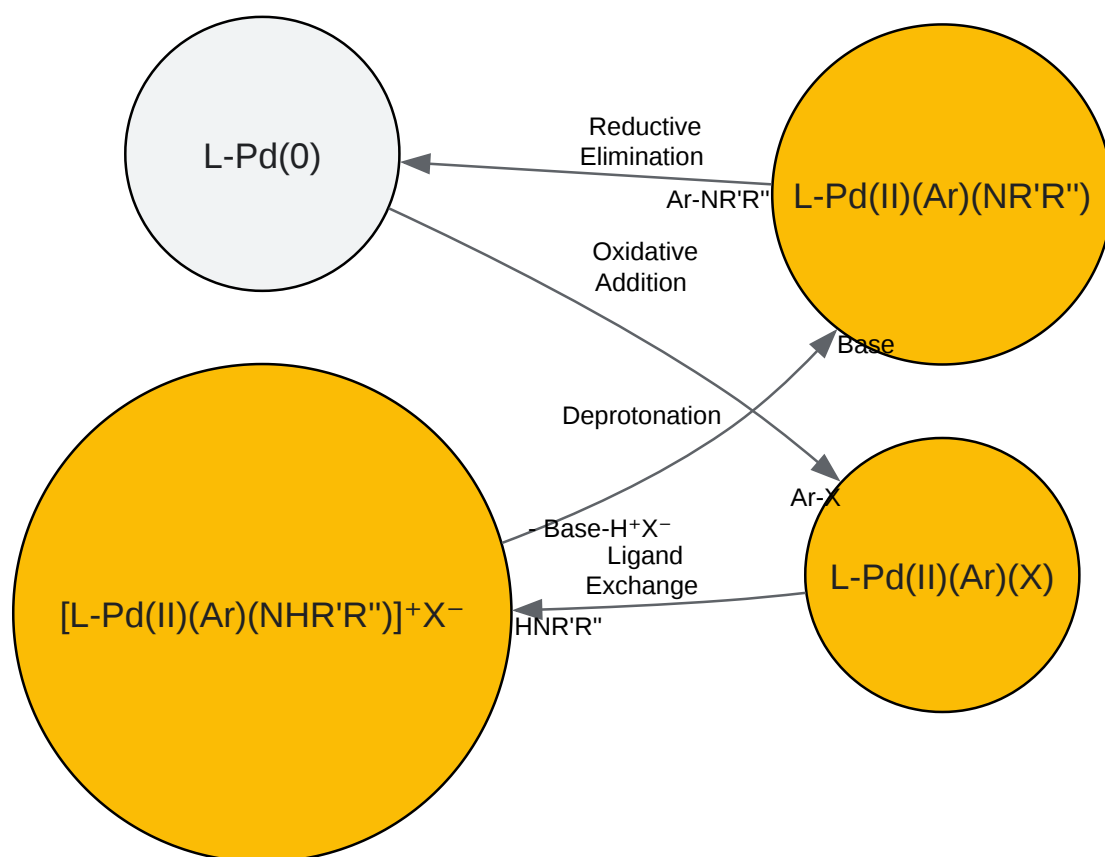 Reductive
Elimination
L-Pd(0)
Ar-NR'R"
L-Pd(II)(Ar)(NR'R")
Oxidative
Addition
Base
Deprotonation
Ar-X
- Base-H⁺X⁻
Ligand
Exchange
L-Pd(II)(Ar)(X)
[L-Pd(II)(Ar)(NHR'R")]⁺X⁻
HNR'R"